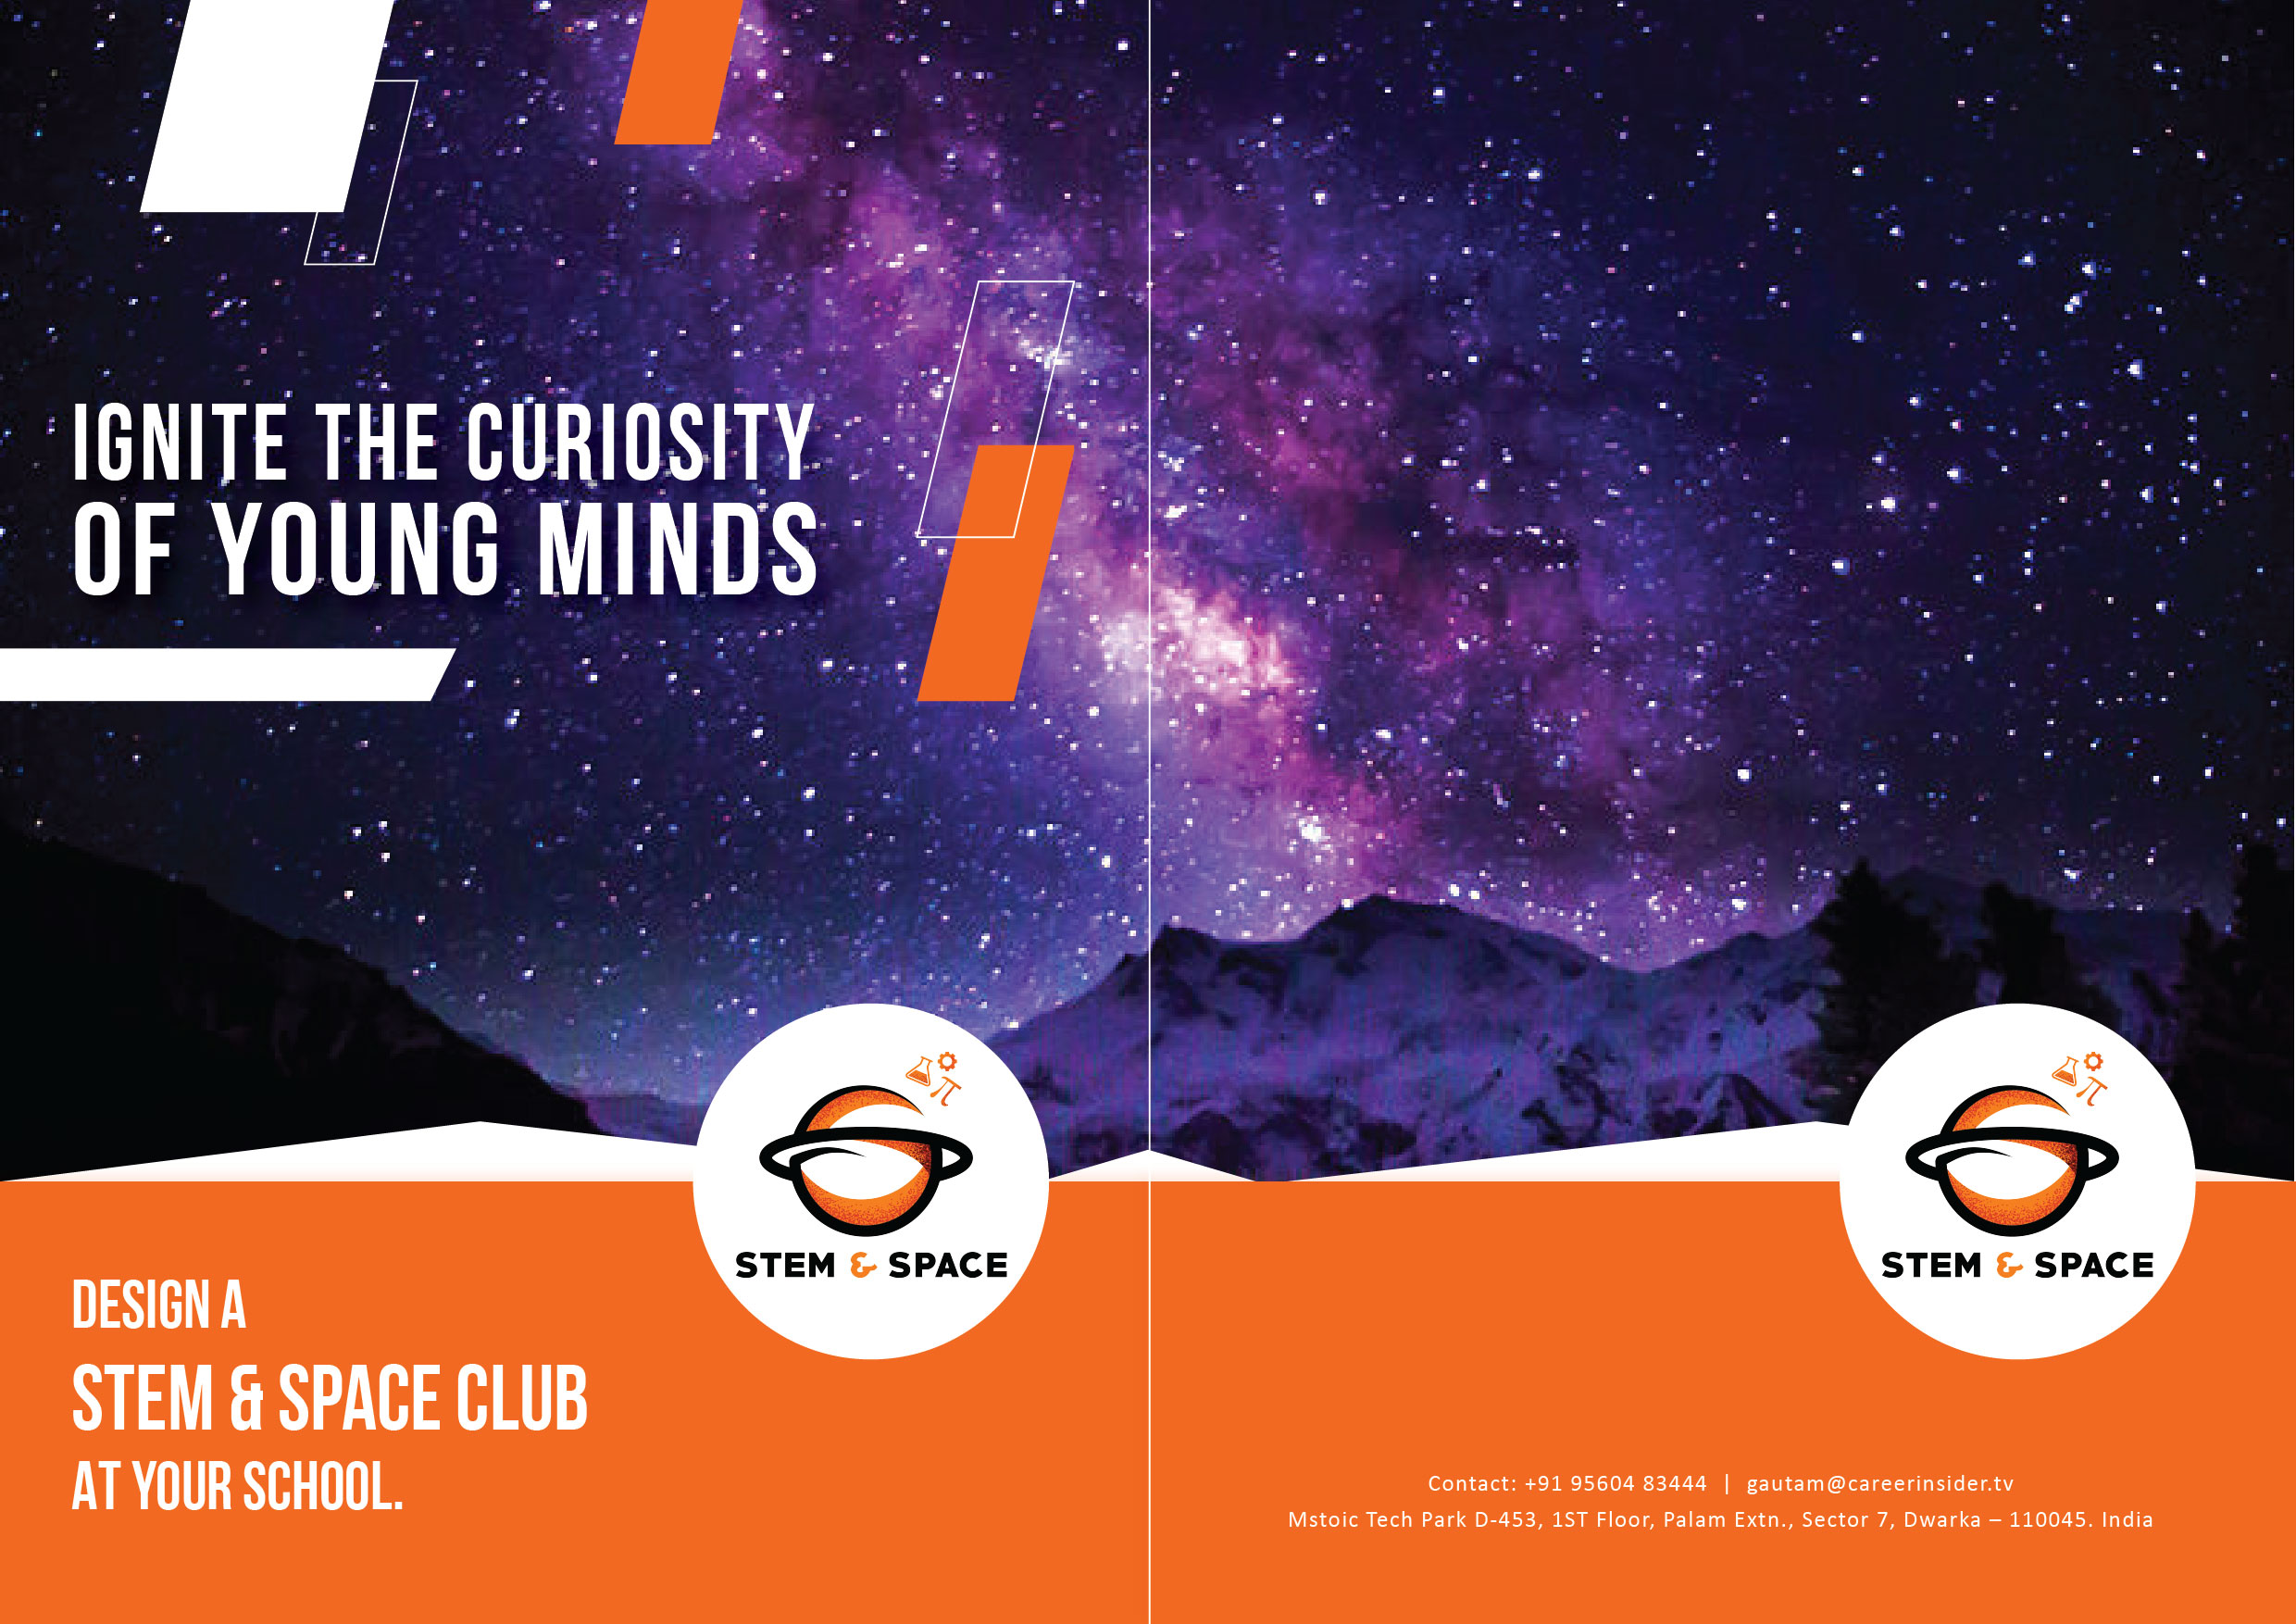 IGNITE THE CURIOSITY
OF YOUNG MINDS
STEM & SPACE
DESIGN A
STEM & SPACE CLUB
AT YOUR SCHOOL.
STEM & SPACE
Contact: +91 95604 83444 | gautam@careerinsider.tv
Mstoic Tech Park D-453, 1ST Floor, Palam Extn., Sector 7, Dwarka – 110045. India